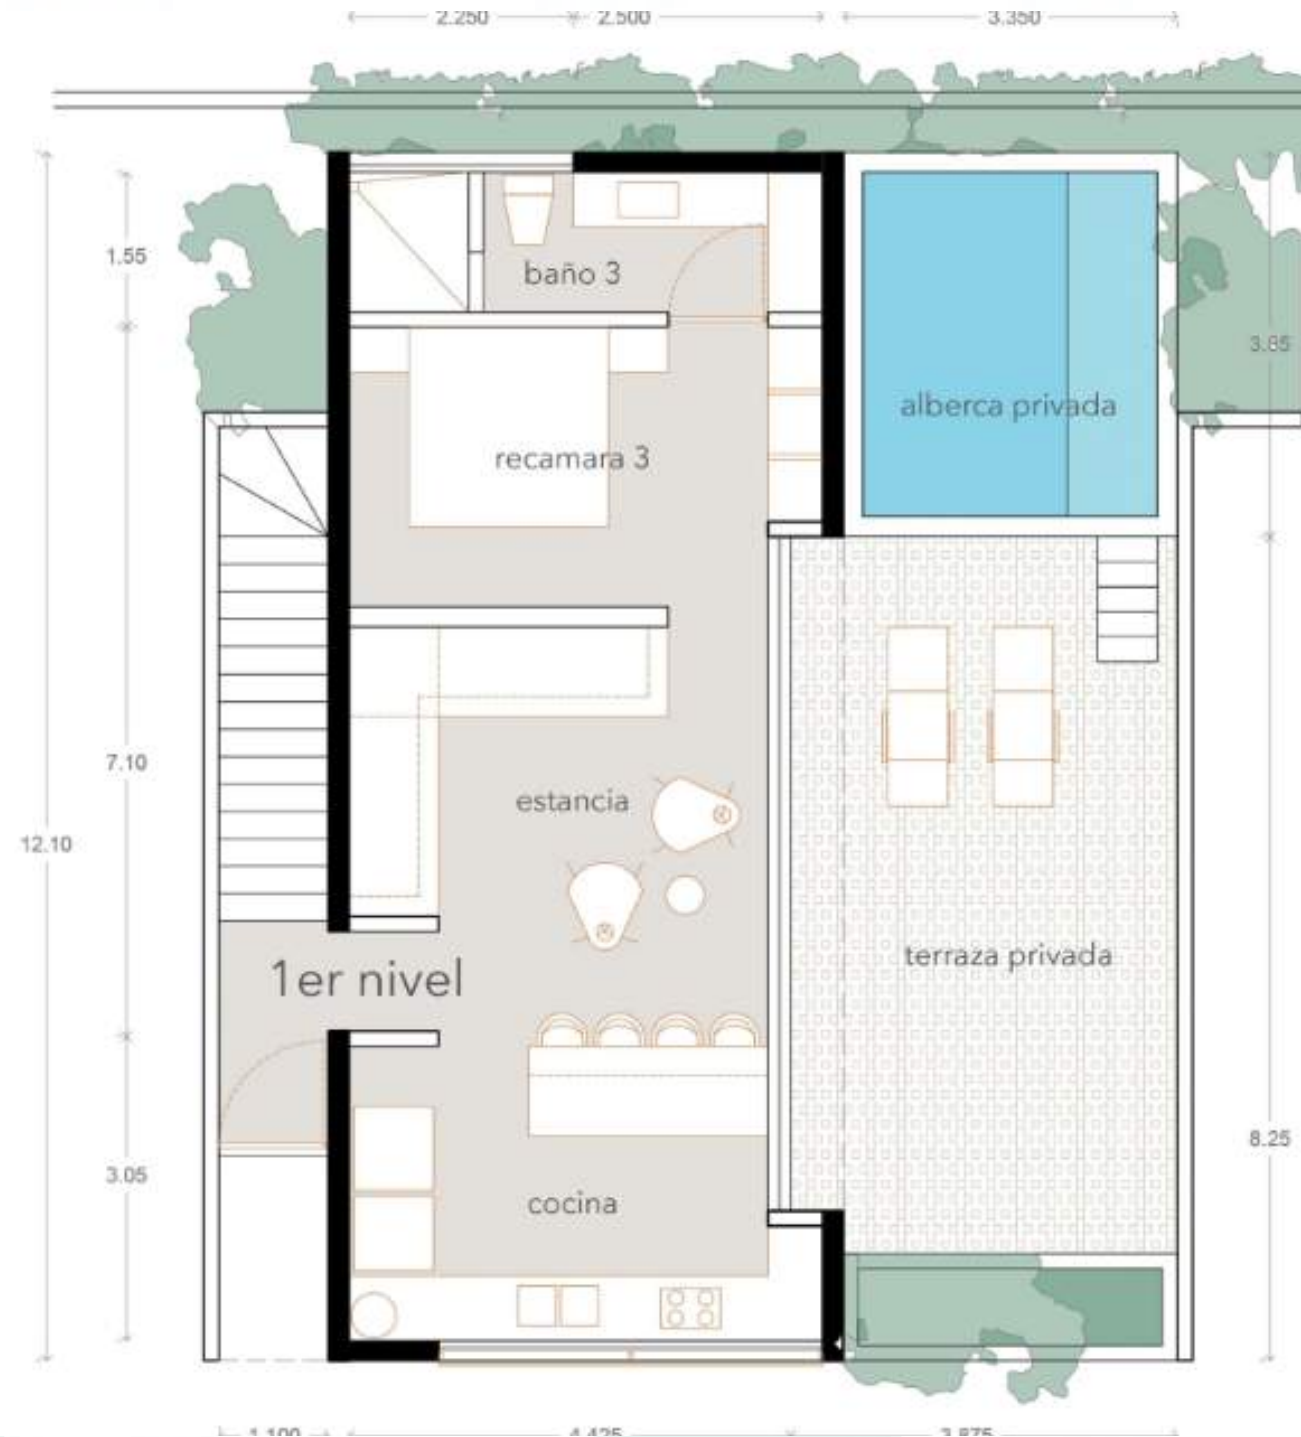 2.250
2.500
3.350
1.55
baño 3
3.85
alberca privada
recamara 3
7.10
estancia
12.10
terraza privada
1er nivel
8.25
3.05
cocina
1.100
4.425
3.875